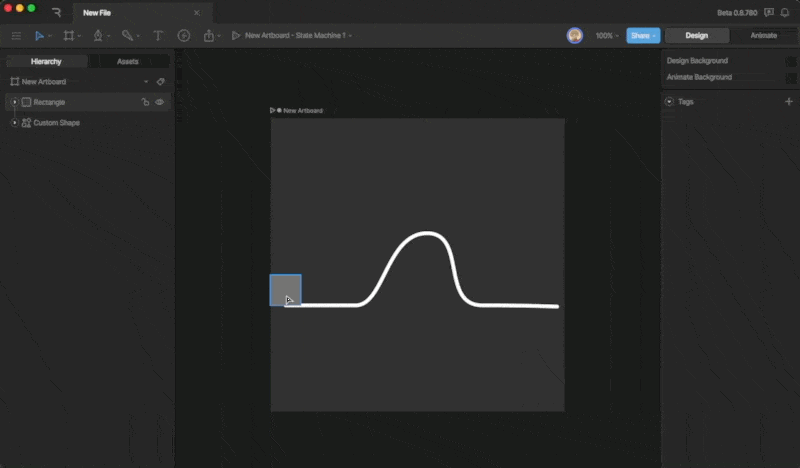 New File
Beta 0.8.780
New Artboard - State Machine 1
100%
Share
Design
Animate
Hierarchy
Assets
New Artboard
Rectangle
Custom Shape
New Artboard
Design Background
Animate Background
Tags